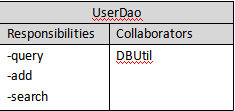 UserDao
Responsibilities Collaborators
-query DBUtil
-add
-search